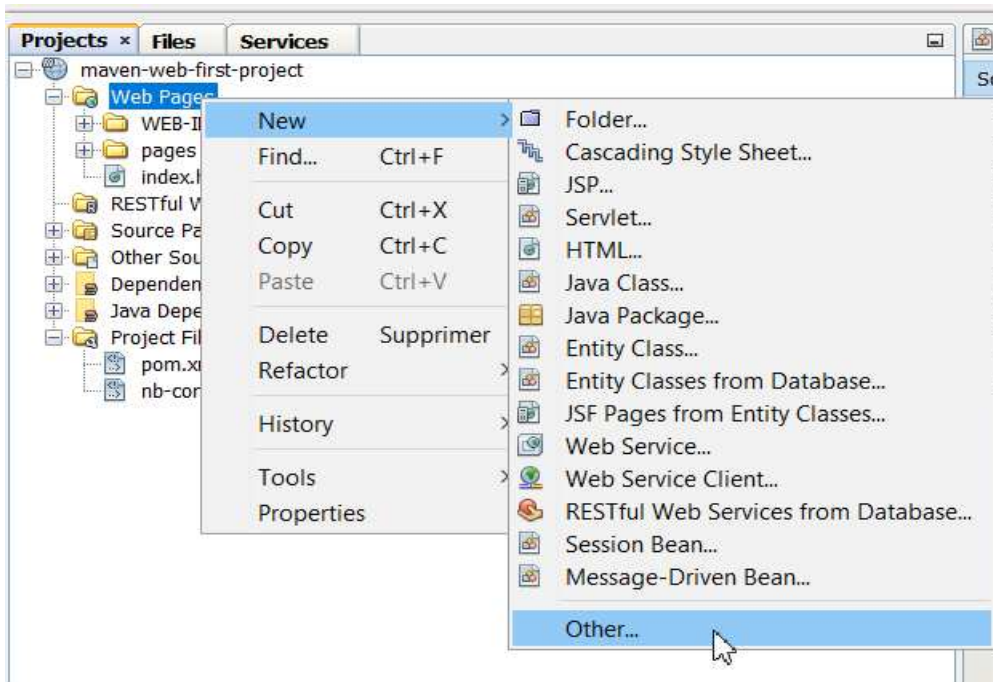 Projects × Files Services
maven-web-first-project
Web Pages
WEB-I
pages
index.h
RESTful W
Source Pa
Other Sou
Dependen
Java Depe
Project Fil
pom.x
nb-con
New
Find... Ctrl+F
Cut Ctrl+X
Copy Ctrl+C
Paste Ctrl+V
Delete Supprimer
Refactor
History
Tools
Properties
Folder...
Cascading Style Sheet...
JSP...
Servlet...
HTML...
Java Class...
Java Package...
Entity Class...
Entity Classes from Database...
JSF Pages from Entity Classes...
Web Service...
Web Service Client...
RESTful Web Services from Database...
Session Bean...
Message-Driven Bean...
Other...